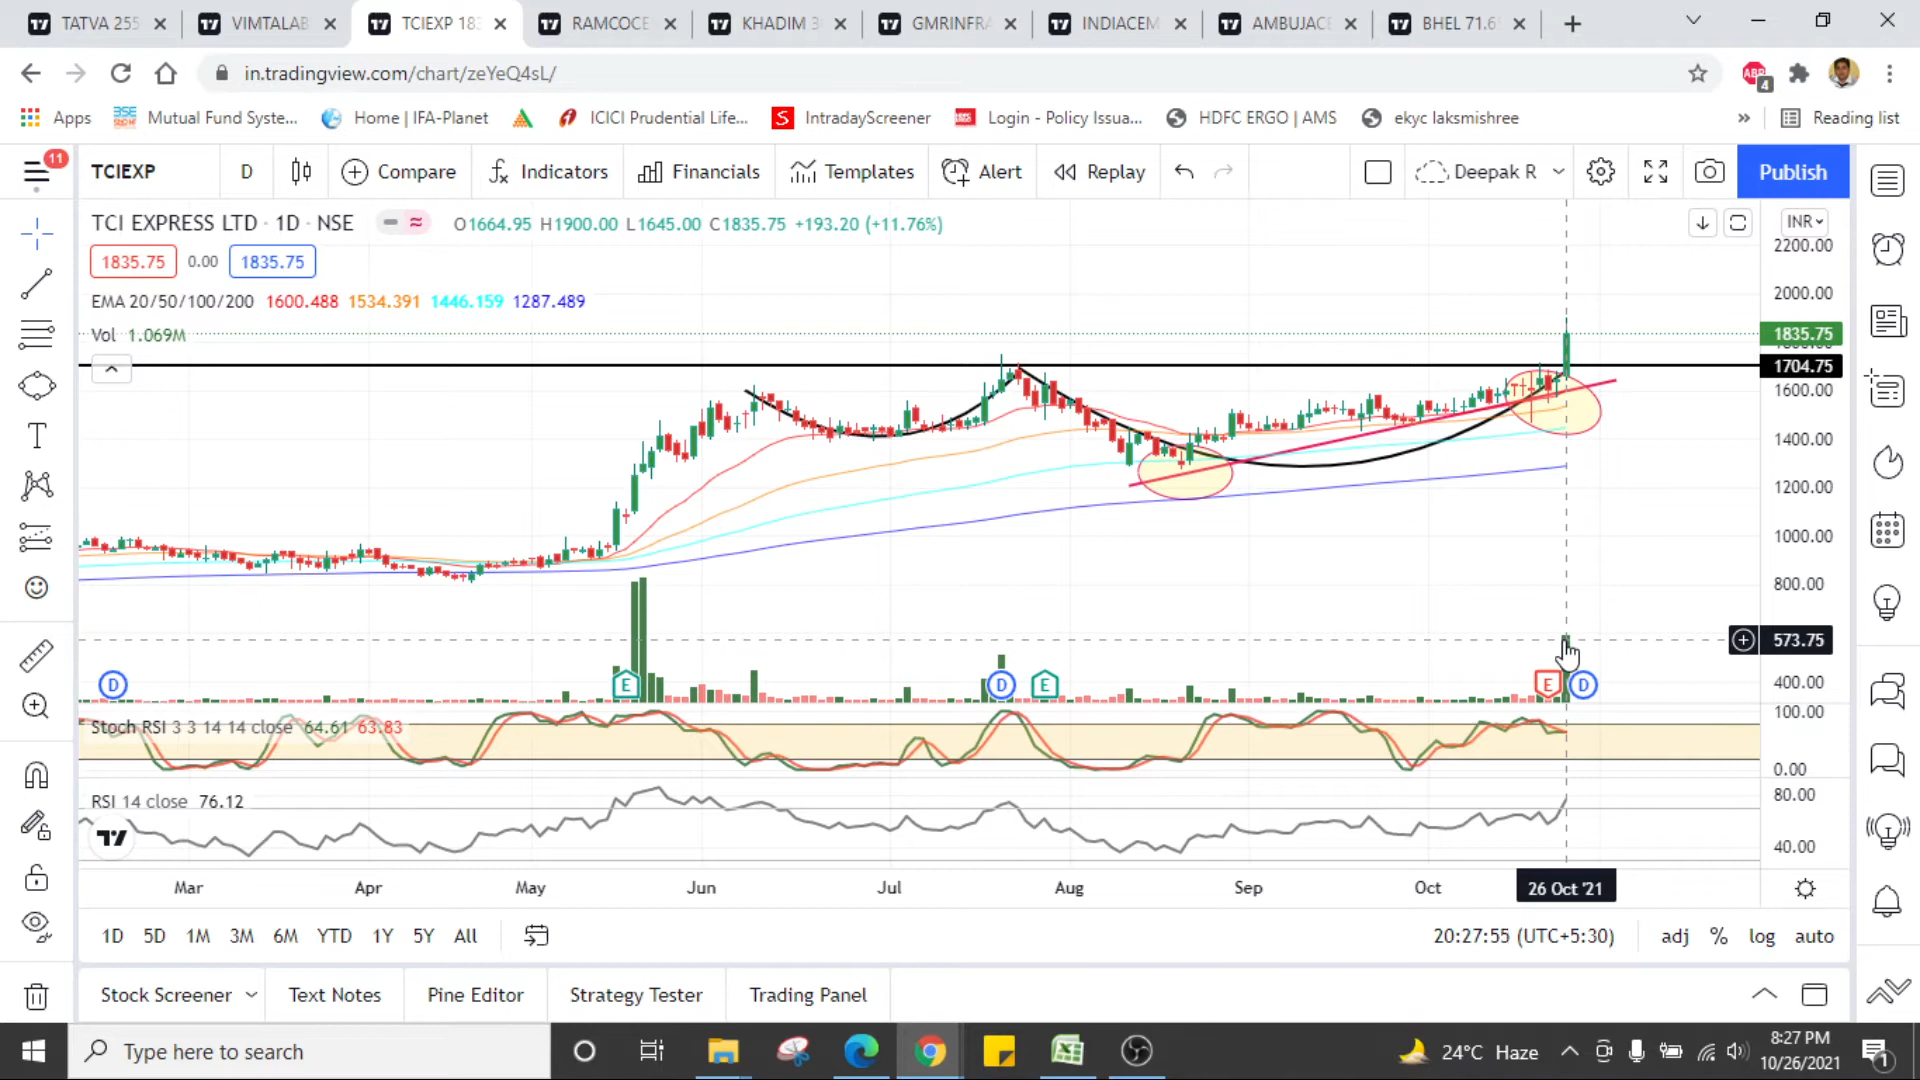 TATVA 255
VIMTALAB
TCIEXP 183
RAMCOCE
KHADIM 3
GMRINFRA
INDIACEM
AMBUJACE
BHEL 71.6
in.tradingview.com/chart/zeYeQ4sL/
ABP
4
Apps
Mutual Fund Syste...
Home | IFA-Planet
ICICI Prudential Life...
S
IntradayScreener
Login - Policy Issua...
HDFC ERGO | AMS
ekyc laksmishree
»
Reading list
11
TCIEXP
D
Compare
Indicators
Financials
Templates
Alert
Replay
Deepak R
Publish
TCI EXPRESS LTD · 1D · NSE
O1664.95 H1900.00 L1645.00 C1835.75 +193.20 (+11.76%)
INR
1835.75
0.00
1835.75
EMA 20/50/100/200 1600.488 1534.391 1446.159 1287.489
Vol 1.069M
2200.00
2000.00
1835.75
1704.75
1600.00
1400.00
1200.00
1000.00
800.00
573.75
400.00
D
E
D
E
E
D
Stoch RSI 3 3 14 14 close 64.61 63.83
100.00
0.00
RSI 14 close 76.12
80.00
40.00
Mar
Apr
May
Jun
Jul
Aug
Sep
Oct
26 Oct '21
1D
5D
1M
3M
6M
YTD
1Y
5Y
All
20:27:55 (UTC+5:30)
adj
%
log
auto
Stock Screener
Text Notes
Pine Editor
Strategy Tester
Trading Panel
Type here to search
24°C Haze
8:27 PM
10/26/2021
1